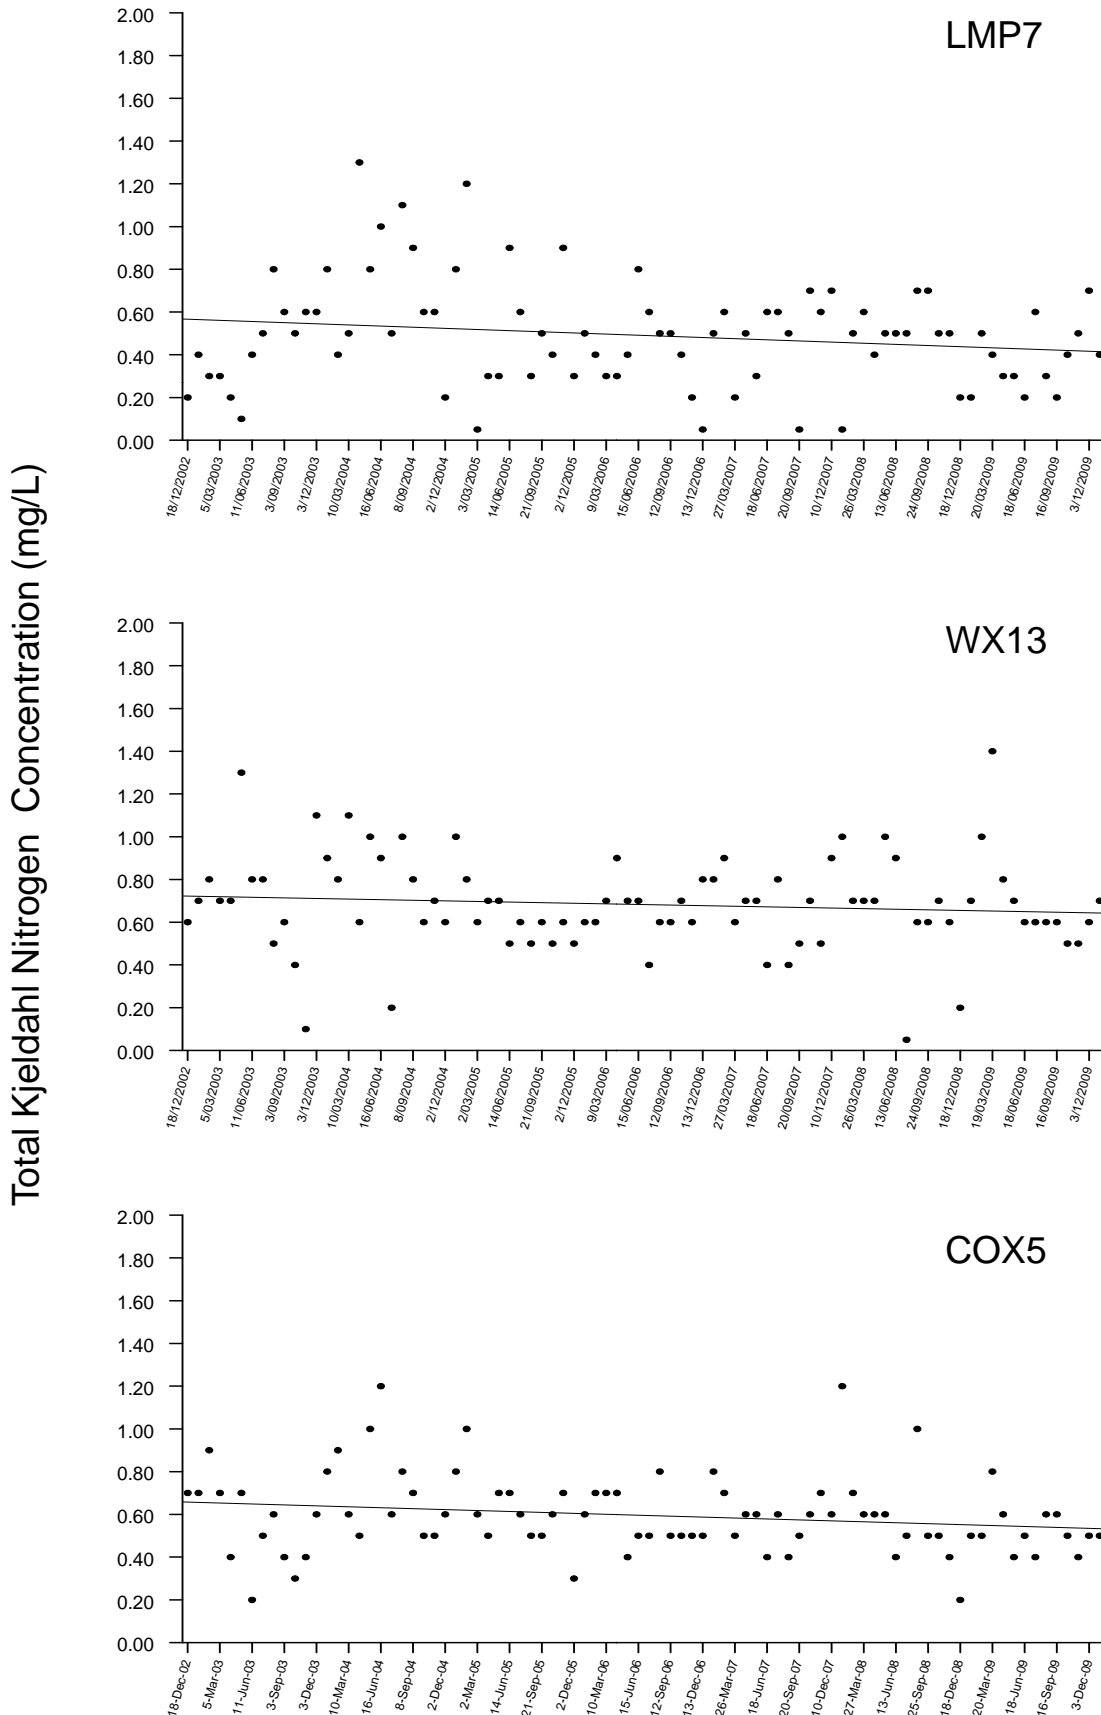 Total Kjeldahl Nitrogen Concentration (mg/L)
LMP7
2.00
1.80
1.60
1.40
1.20
1.00
0.80
0.60
0.40
0.20
0.00
18/12/2002
5/03/2003
11/06/2003
3/09/2003
3/12/2003
10/03/2004
16/06/2004
8/09/2004
2/12/2004
3/03/2005
14/06/2005
21/09/2005
2/12/2005
9/03/2006
15/06/2006
12/09/2006
13/12/2006
27/03/2007
18/06/2007
20/09/2007
10/12/2007
26/03/2008
13/06/2008
24/09/2008
18/12/2008
20/03/2009
18/06/2009
16/09/2009
3/12/2009
WX13
2.00
1.80
1.60
1.40
1.20
1.00
0.80
0.60
0.40
0.20
0.00
18/12/2002
5/03/2003
11/06/2003
3/09/2003
3/12/2003
10/03/2004
16/06/2004
8/09/2004
2/12/2004
2/03/2005
14/06/2005
21/09/2005
2/12/2005
9/03/2006
15/06/2006
12/09/2006
13/12/2006
27/03/2007
18/06/2007
20/09/2007
10/12/2007
26/03/2008
13/06/2008
24/09/2008
18/12/2008
19/03/2009
18/06/2009
16/09/2009
3/12/2009
COX5
2.00
1.80
1.60
1.40
1.20
1.00
0.80
0.60
0.40
0.20
0.00
18-Dec-02
5-Mar-03
11-Jun-03
3-Sep-03
3-Dec-03
10-Mar-04
16-Jun-04
8-Sep-04
2-Dec-04
2-Mar-05
14-Jun-05
21-Sep-05
2-Dec-05
10-Mar-06
15-Jun-06
12-Sep-06
13-Dec-06
26-Mar-07
18-Jun-07
20-Sep-07
10-Dec-07
27-Mar-08
13-Jun-08
25-Sep-08
18-Dec-08
20-Mar-09
18-Jun-09
16-Sep-09
3-Dec-09